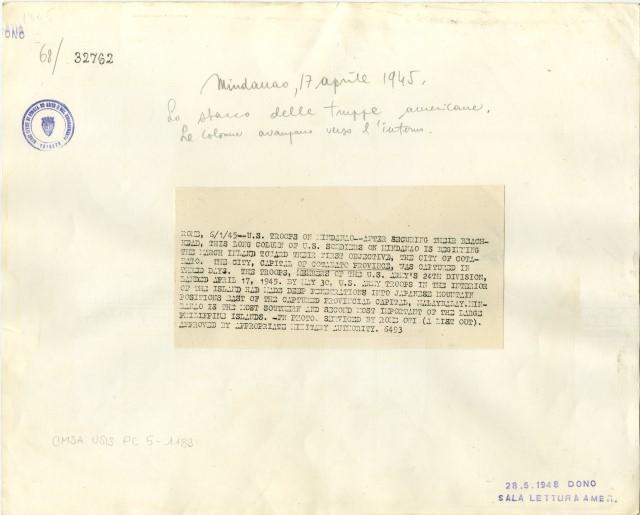 DONO
68/ 32762
Mindanao, 17 aprile 1945.
Lo sbarco delle truppe americane.
Le colonne avanzano verso l'interno.
TRIESTE
ROME, 6/1/45--U.S. TROOPS ON MINDANAO--AFTER SECURING THEIR BEACH-
HEAD, THIS LONG COLUMN OF U.S. SOLDIERS ON MINDANAO IS BEGINNING
THE MARCH INLAND TOWARD THEIR FIRST OBJECTIVE, THE CITY OF COTA-
BATO. THE CITY, CAPITAL OF COTABATO PROVINCE, WAS CAPTURED IN
THREE DAYS. THE TROOPS, MEMBERS OF THE U.S. ARMY'S 24TH DIVISION,
LANDED APRIL 17, 1945. BY MAY 30, U.S. ARMY TROOPS IN THE INTERIOR
OF THE ISLAND HAD MADE DEEP PENETRATIONS INTO JAPANESE MOUNTAIN
POSITIONS EAST OF THE CAPTURED PROVINCIAL CAPITAL, MALAYBALAY. MIN-
DANAO IS THE MOST SOUTHERN AND SECOND MOST IMPORTANT OF THE LARGE
PHILIPPINE ISLANDS. -PN PHOTO. SERVICED BY ROME OWI (A LIST OUT).
APPROVED BY APPROPRIATE MILITARY AUTHORITY. 6493
CMSA USIS PC 5-1183
28.5.1948 DONO
SALA LETTURA AMER.